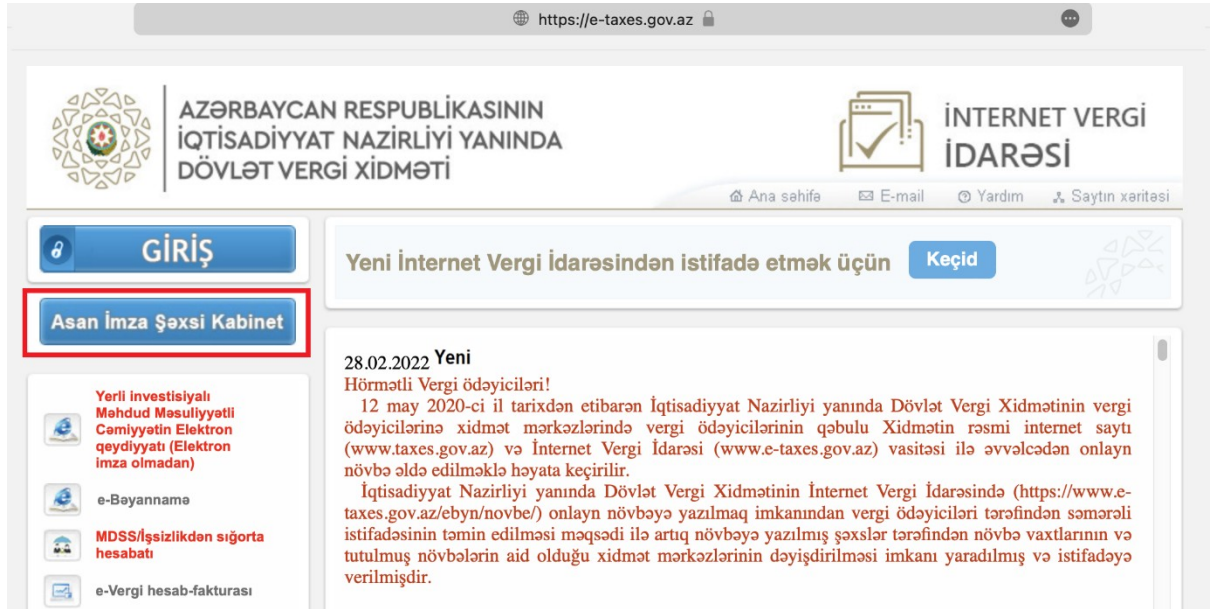 https://e-taxes.gov.az
AZƏRBAYCAN RESPUBLİKASININ
İQTİSADİYYAT NAZİRLİYİ YANINDA
DÖVLƏT VERGİ XİDMƏTİ
İNTERNET VERGİ
İDARƏSİ
Ana səhifə E-mail Yardım Saytın xəritəsi
GİRİŞ
Asan İmza Şəxsi Kabinet
Yerli investisiyalı
Məhdud Məsuliyyətli
Cəmiyyətin Elektron
qeydiyyatı (Elektron
imza olmadan)
e-Bəyannamə
MDSS/İşsizlikdən sığorta
hesabatı
e-Vergi hesab-fakturası
Yeni İnternet Vergi İdarəsindən istifadə etmək üçün Keçid
28.02.2022 Yeni
Hörmətli Vergi ödəyiciləri!
12 may 2020-ci il tarixdən etibarən İqtisadiyyat Nazirliyi yanında Dövlət Vergi Xidmətinin vergi
ödəyicilərinə xidmət mərkəzlərində vergi ödəyicilərinin qəbulu Xidmətin rəsmi internet saytı
(www.taxes.gov.az) və İnternet Vergi İdarəsi (www.e-taxes.gov.az) vasitəsi ilə əvvəlcədən onlayn
növbə əldə edilməklə həyata keçirilir.
İqtisadiyyat Nazirliyi yanında Dövlət Vergi Xidmətinin İnternet Vergi İdarəsində (https://www.e-
taxes.gov.az/ebyn/novbe/) onlayn növbəyə yazılmaq imkanından vergi ödəyiciləri tərəfindən səmərəli
istifadəsinin təmin edilməsi məqsədi ilə artıq növbəyə yazılmış şəxslər tərəfindən növbə vaxtlarının və
tutulmuş növbələrin aid olduğu xidmət mərkəzlərinin dəyişdirilməsi imkanı yaradılmış və istifadəyə
verilmişdir.